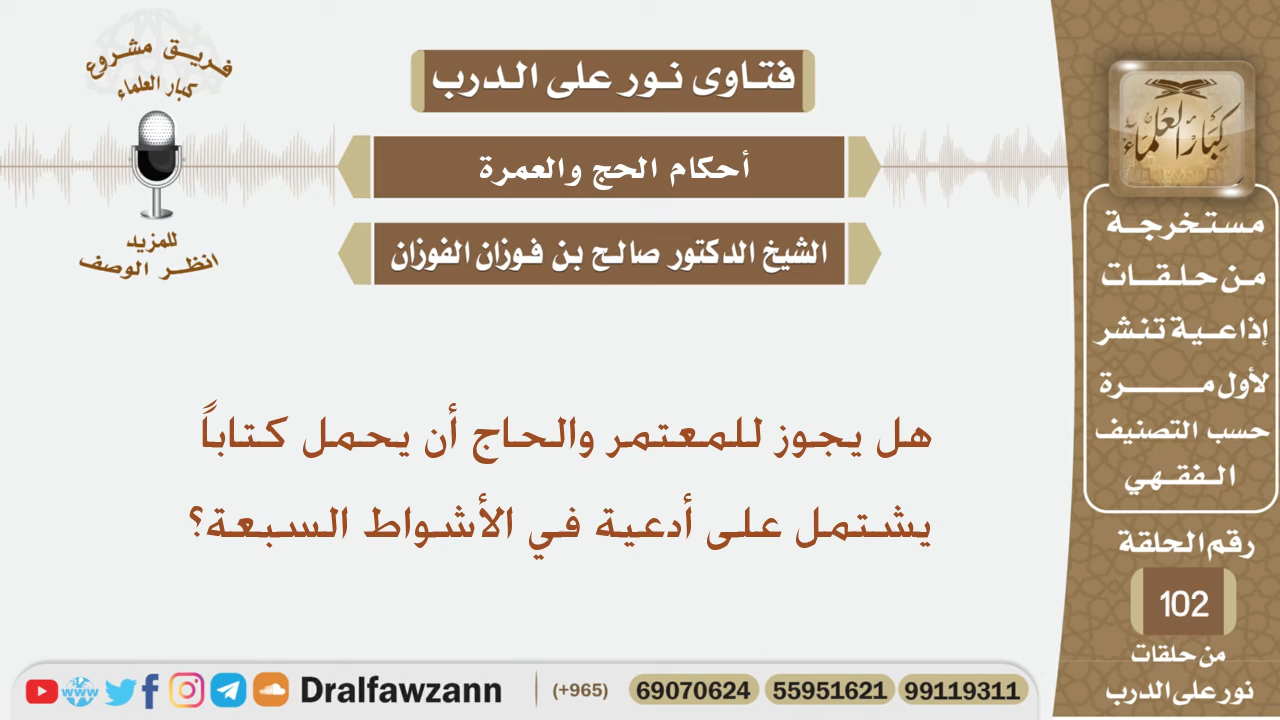 فريق مشروع
كبار العلماء
للمزيد
انظر الوصف
فتاوى نور على الدرب
أحكام الحج والعمرة
الشيخ الدكتور صالح بن فوزان الفوزان
هل يجوز للمعتمر والحاج أن يحمل كتاباً
يشتمل على أدعية في الأشواط السبعة؟
كبار العلماء
مستخرجة
من حلقات
إذاعية تنشر
لأول مرة
حسب التصنيف
الفقهي
رقم الحلقة
102
من حلقات
نور على الدرب
www
Dralfawzann
(+965)
69070624
55951621
99119311